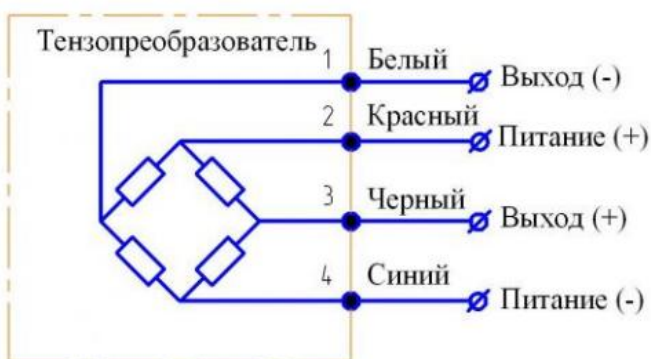 Тензопреобразователь
1 Белый Выход (-)
2 Красный Питание (+)
3 Черный Выход (+)
4 Синий Питание (-)